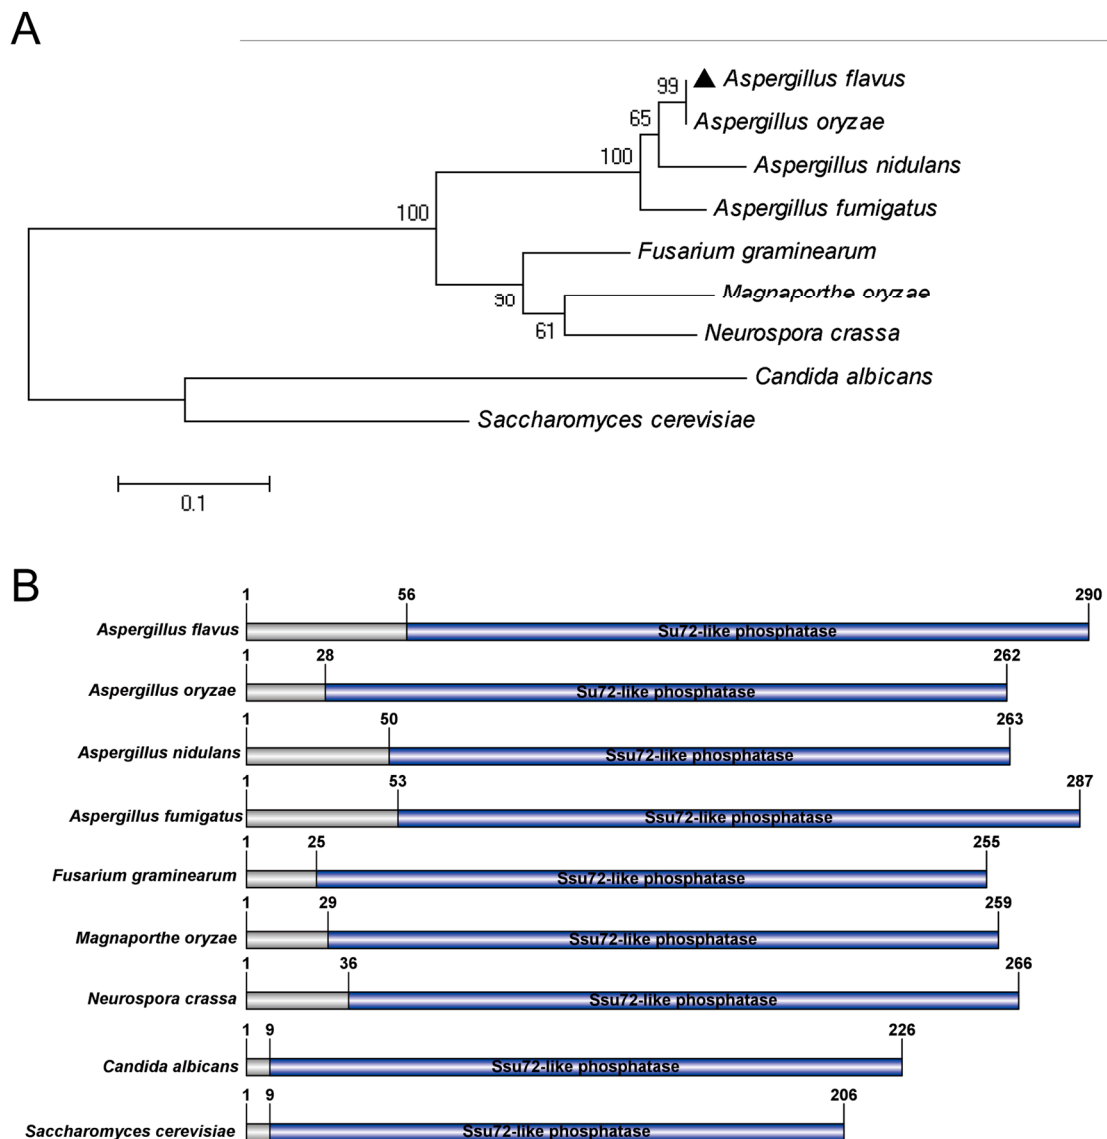 A
99 Aspergillus flavus
Aspergillus oryzae
65
100
Aspergillus nidulans
Aspergillus fumigatus
100
Fusarium graminearum
90
Magnaporthe oryzae
61
Neurospora crassa
Candida albicans
Saccharomyces cerevisiae
0.1
B
1 56 290
Aspergillus flavus Su72-like phosphatase
1 28 262
Aspergillus oryzae Su72-like phosphatase
1 50 263
Aspergillus nidulans Ssu72-like phosphatase
1 53 287
Aspergillus fumigatus Ssu72-like phosphatase
1 25 255
Fusarium graminearum Ssu72-like phosphatase
1 29 259
Magnaporthe oryzae Ssu72-like phosphatase
1 36 266
Neurospora crassa Ssu72-like phosphatase
1 9 226
Candida albicans Ssu72-like phosphatase
1 9 206
Saccharomyces cerevisiae Ssu72-like phosphatase